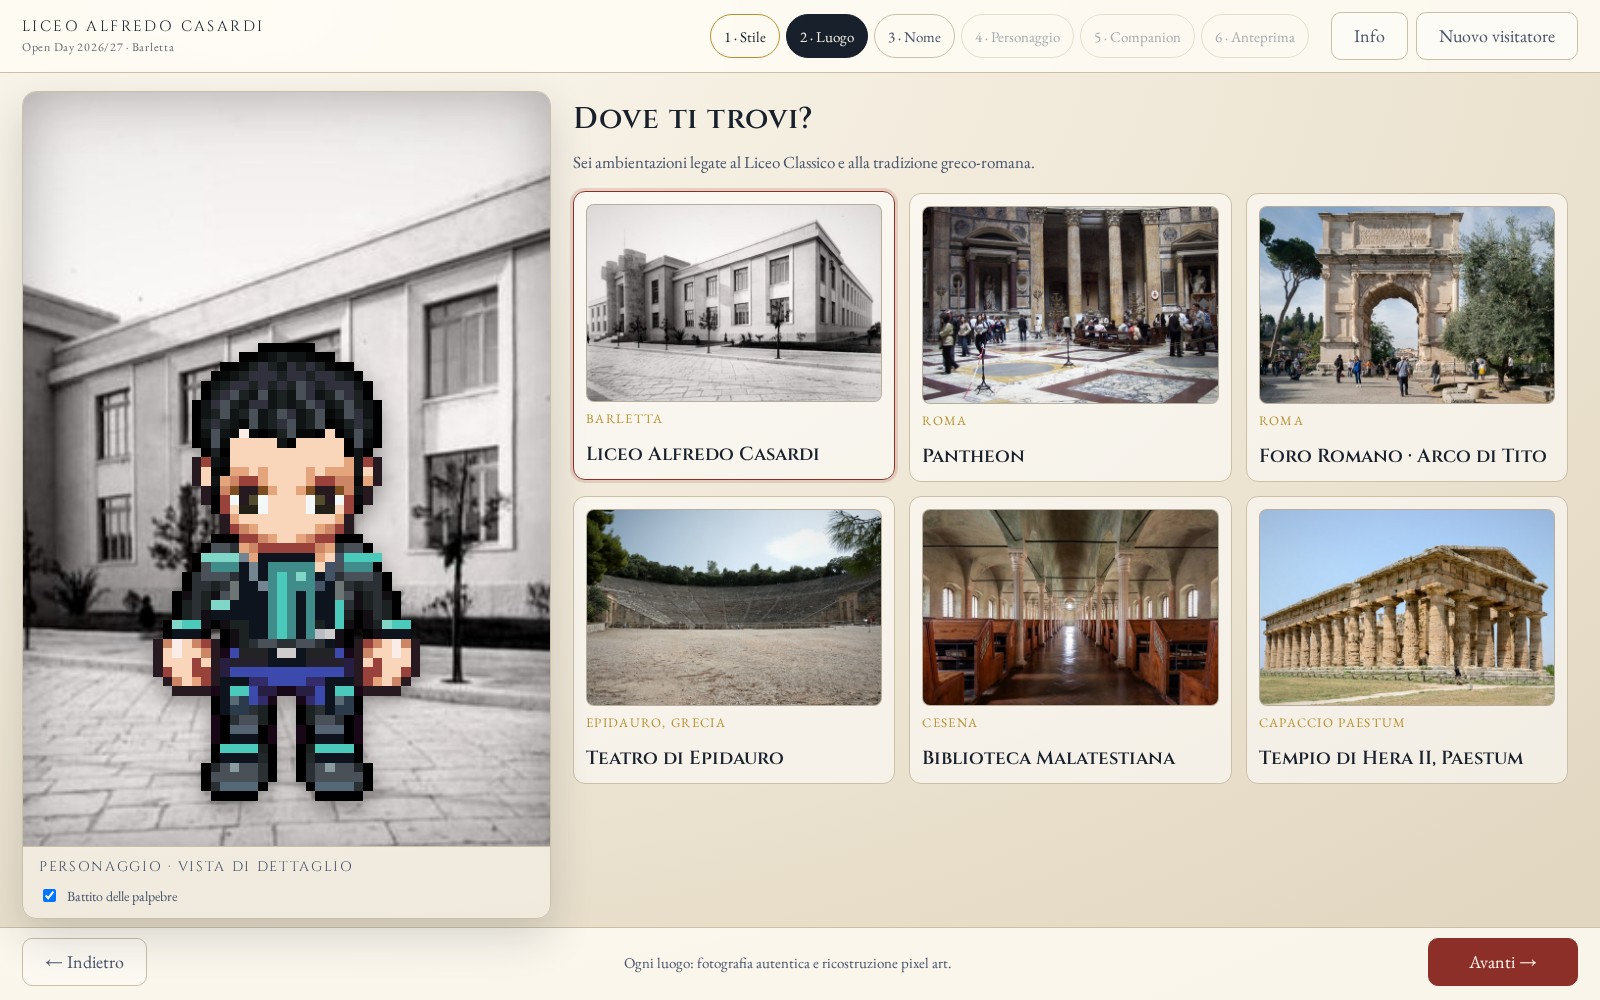 LICEO ALFREDO CASARDI
Open Day 2026/27 · Barletta
1 · Stile
2 · Luogo
3 · Nome
4 · Personaggio
5 · Companion
6 · Anteprima
Info
Nuovo visitatore
Dove ti trovi?
Sei ambientazioni legate al Liceo Classico e alla tradizione greco-romana.
BARLETTA
Liceo Alfredo Casardi
ROMA
Pantheon
ROMA
Foro Romano · Arco di Tito
EPIDAURO, GRECIA
Teatro di Epidauro
CESENA
Biblioteca Malatestiana
CAPACCIO PAESTUM
Tempio di Hera II, Paestum
PERSONAGGIO · VISTA DI DETTAGLIO
Battito delle palpebre
← Indietro
Ogni luogo: fotografia autentica e ricostruzione pixel art.
Avanti →